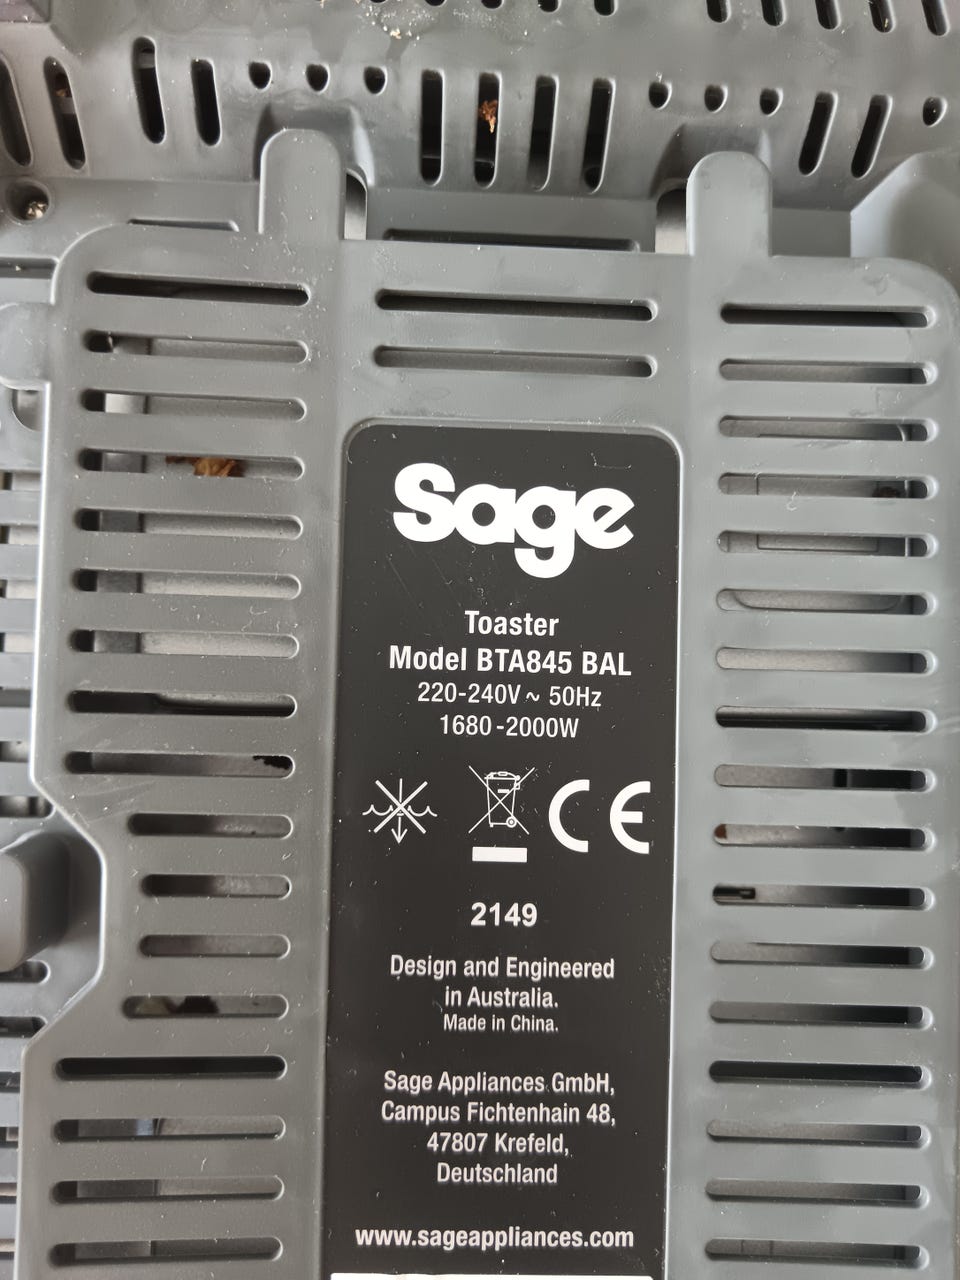 Sage
Toaster
Model BTA845 BAL
220-240V ~ 50Hz
1680-2000W
CE
2149
Design and Engineered
in Australia.
Made in China.
Sage Appliances GmbH,
Campus Fichtenhain 48,
47807 Krefeld,
Deutschland
www.sageappliances.com